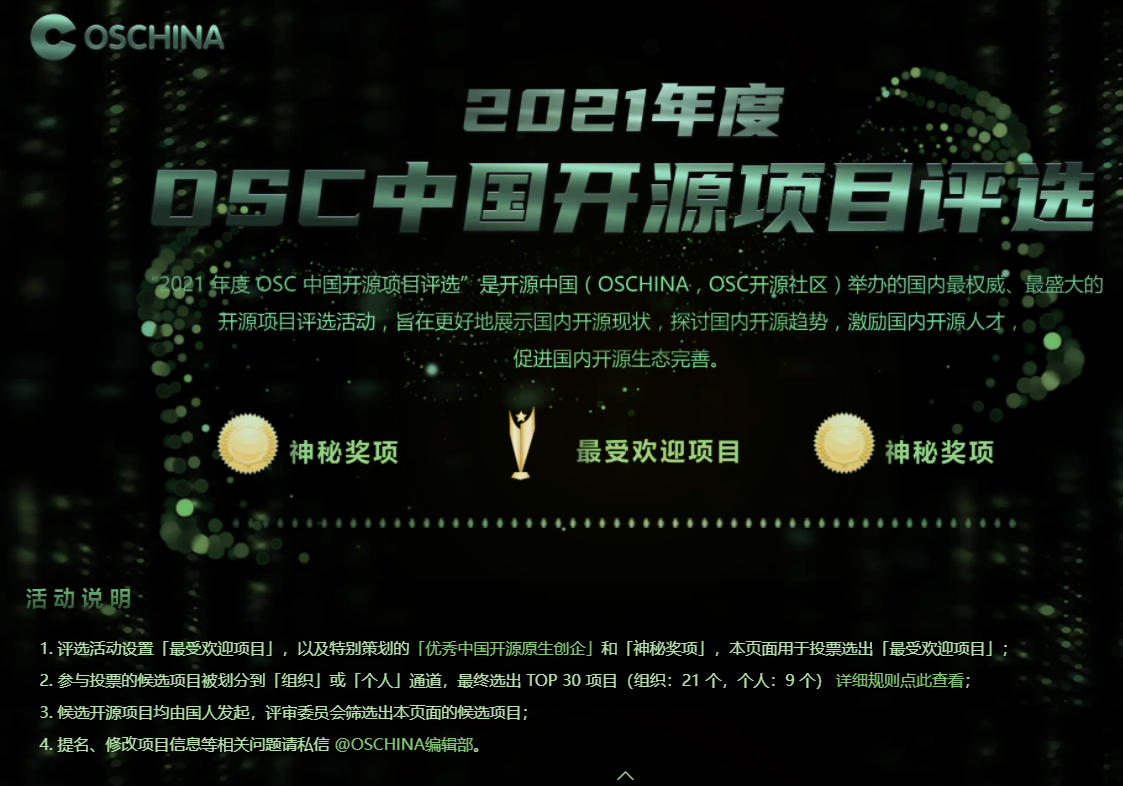 OSCHINA
2021年度
OSC中国开源项目评选
“2021 年度 OSC 中国开源项目评选”是开源中国（OSCHINA，OSC开源社区）举办的国内最权威、最盛大的
开源项目评选活动，旨在更好地展示国内开源现状，探讨国内开源趋势，激励国内开源人才，
促进国内开源生态完善。
神秘奖项 最受欢迎项目 神秘奖项
活动说明
1. 评选活动设置「最受欢迎项目」，以及特别策划的「优秀中国开源原生创企」和「神秘奖项」，本页面用于投票选出「最受欢迎项目」；
2. 参与投票的候选项目被划分到「组织」或「个人」通道，最终选出 TOP 30 项目（组织：21 个，个人：9 个） 详细规则点此查看；
3. 候选开源项目均由国人发起，评审委员会筛选出本页面的候选项目；
4. 提名、修改项目信息等相关问题请私信 @OSCHINA编辑部。